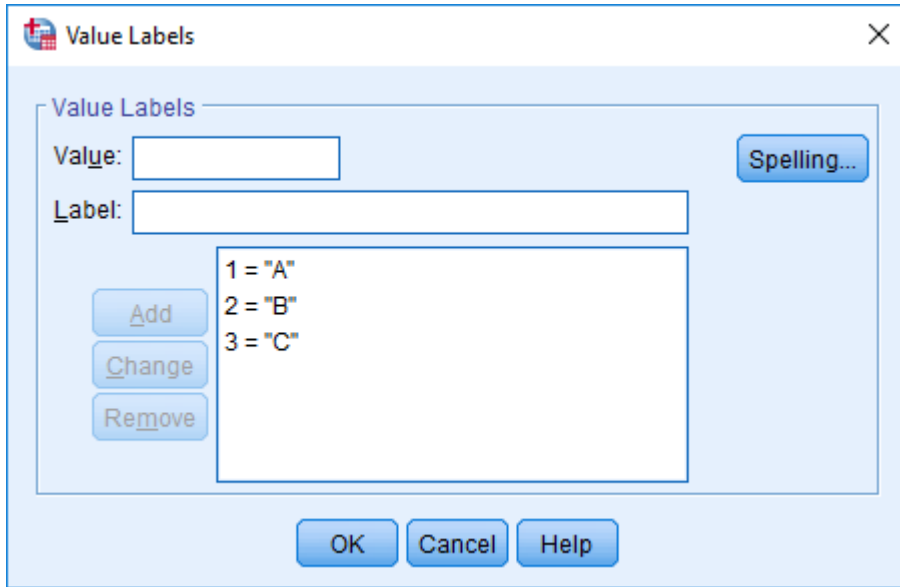 Value Labels
Value Labels
Value:
Spelling...
Label:
1 = "A"
2 = "B"
3 = "C"
Add
Change
Remove
OK Cancel Help